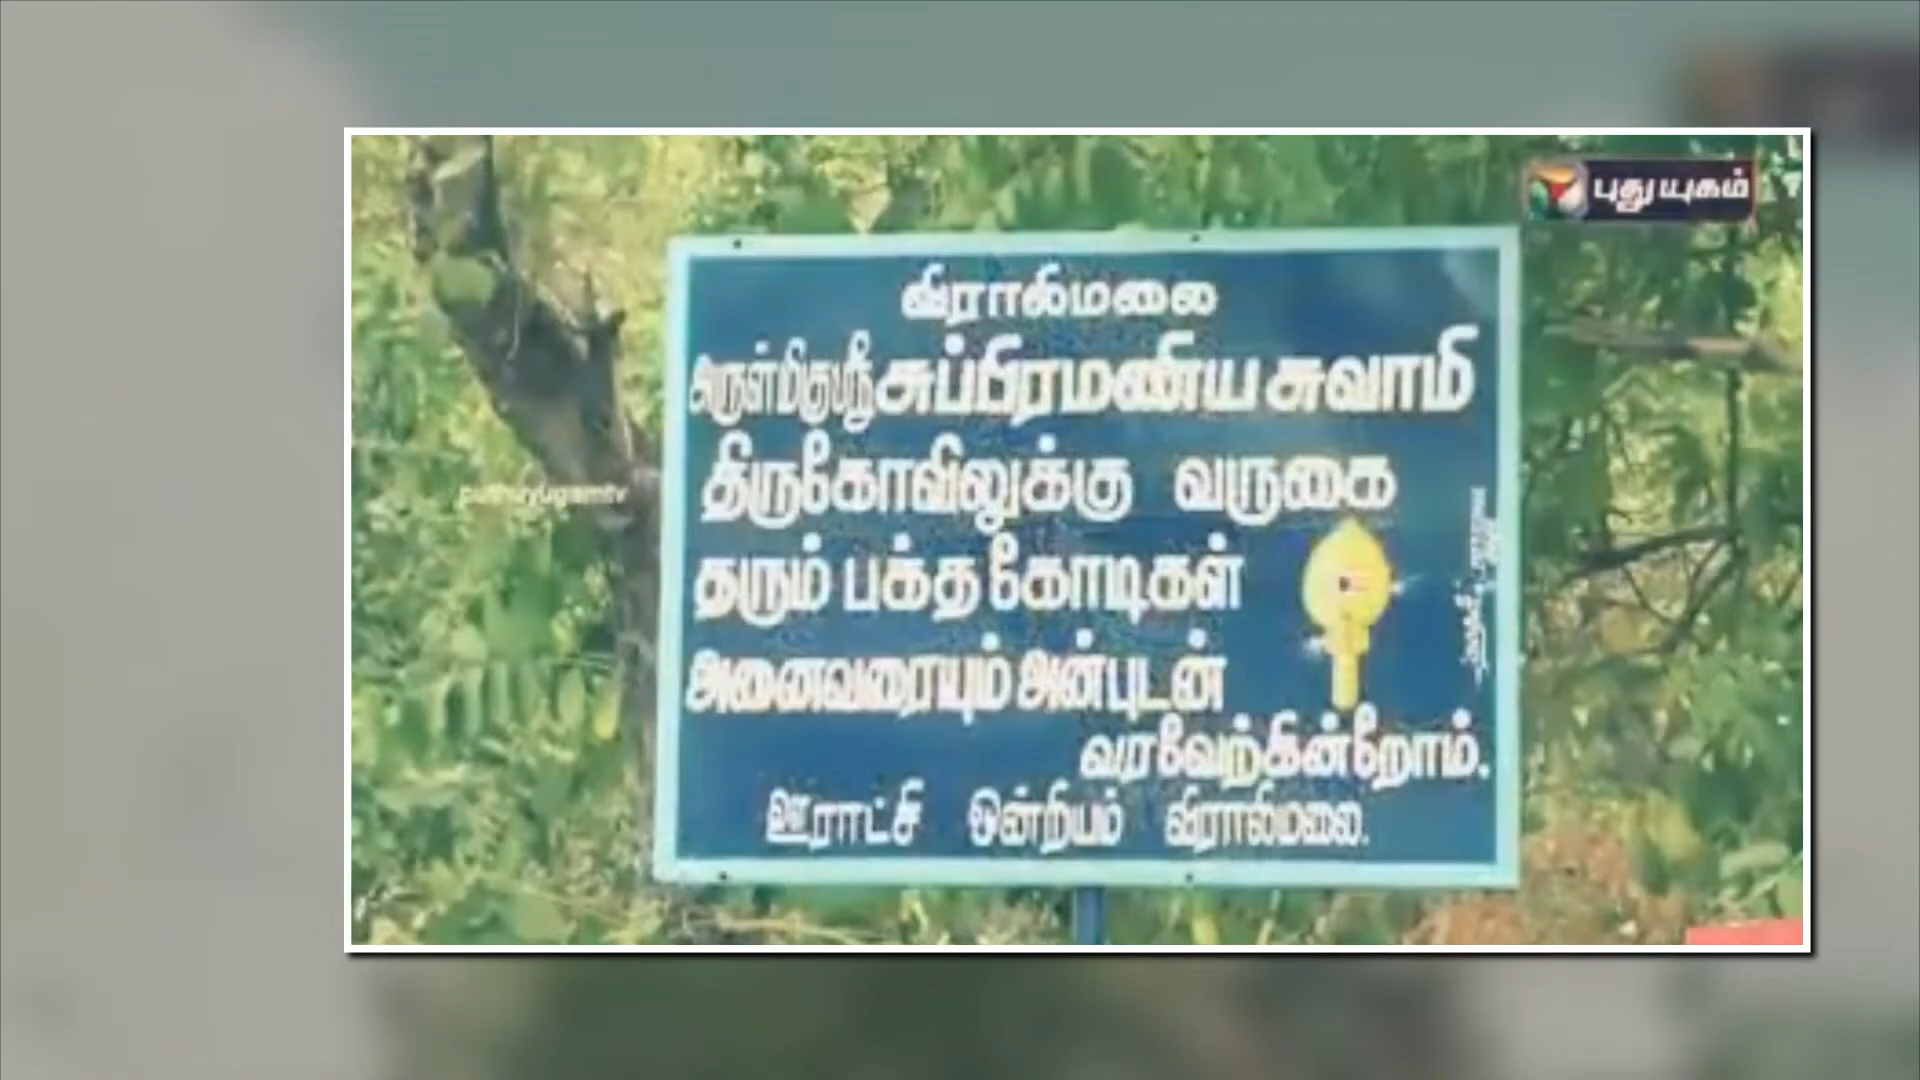 புதுயுகம்
விராலிமலை
அருள்மிகு ஸ்ரீ சுப்பிரமணிய சுவாமி
திருகோவிலுக்கு வருகை
puthuyugamtv
தரும் பக்த கோடிகள்
அனைவரையும் அன்புடன்
வரவேற்கின்றோம்.
ஊராட்சி ஒன்றியம் விராலிமலை.